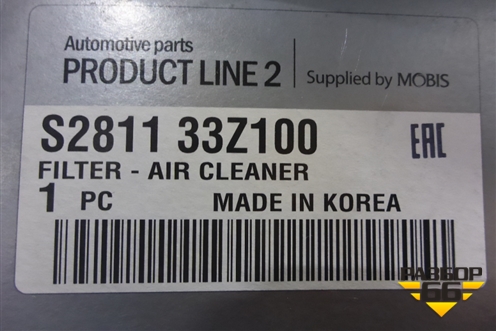 Automotive parts
PRODUCT LINE 2
Supplied by MOBIS
S2811 33Z100
EAC
FILTER - AIR CLEANER
1 PC MADE IN KOREA
РАЗБОР
66